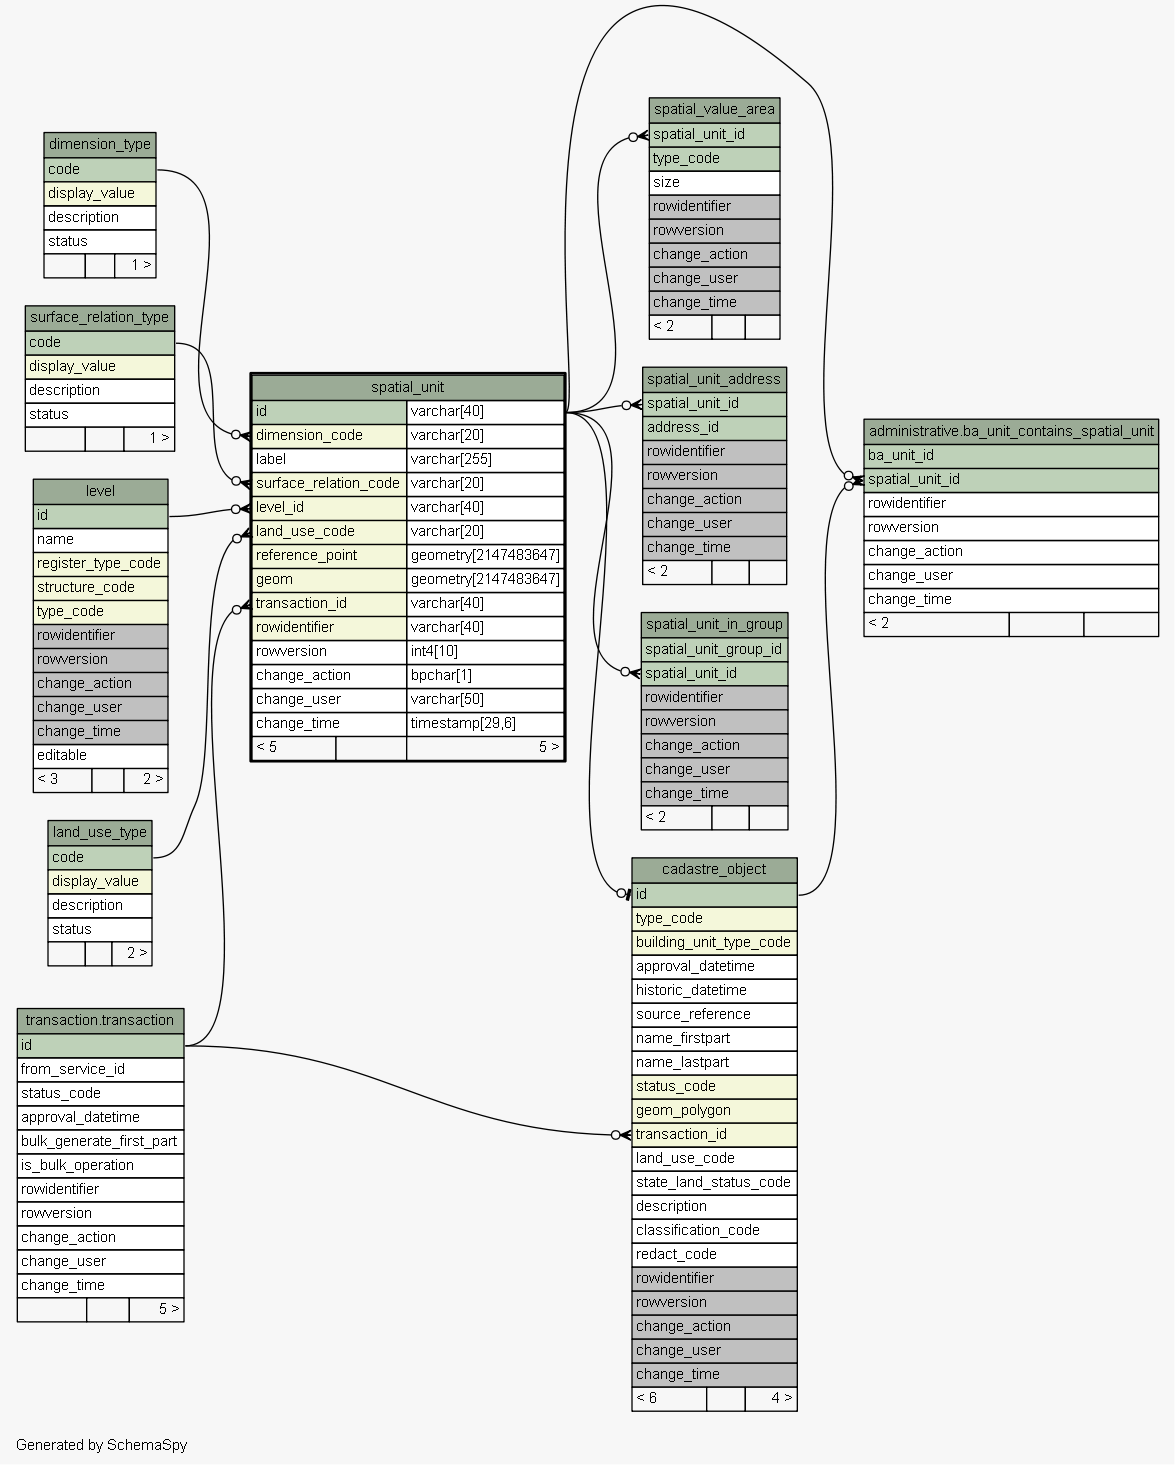 dimension_type
code
display_value
description
status
1 >
surface_relation_type
code
display_value
description
status
1 >
level
id
name
register_type_code
structure_code
type_code
rowidentifier
rowversion
change_action
change_user
change_time
editable
< 3 2 >
land_use_type
code
display_value
description
status
2 >
transaction.transaction
id
from_service_id
status_code
approval_datetime
bulk_generate_first_part
is_bulk_operation
rowidentifier
rowversion
change_action
change_user
change_time
5 >
spatial_unit
id varchar[40]
dimension_code varchar[20]
label varchar[255]
surface_relation_code varchar[20]
level_id varchar[40]
land_use_code varchar[20]
reference_point geometry[2147483647]
geom geometry[2147483647]
transaction_id varchar[40]
rowidentifier varchar[40]
rowversion int4[10]
change_action bpchar[1]
change_user varchar[50]
change_time timestamp[29,6]
< 5 5 >
spatial_value_area
spatial_unit_id
type_code
size
rowidentifier
rowversion
change_action
change_user
change_time
< 2
spatial_unit_address
spatial_unit_id
address_id
rowidentifier
rowversion
change_action
change_user
change_time
< 2
spatial_unit_in_group
spatial_unit_group_id
spatial_unit_id
rowidentifier
rowversion
change_action
change_user
change_time
< 2
cadastre_object
id
type_code
building_unit_type_code
approval_datetime
historic_datetime
source_reference
name_firstpart
name_lastpart
status_code
geom_polygon
transaction_id
land_use_code
state_land_status_code
description
classification_code
redact_code
rowidentifier
rowversion
change_action
change_user
change_time
< 6 4 >
administrative.ba_unit_contains_spatial_unit
ba_unit_id
spatial_unit_id
rowidentifier
rowversion
change_action
change_user
change_time
< 2
Generated by SchemaSpy